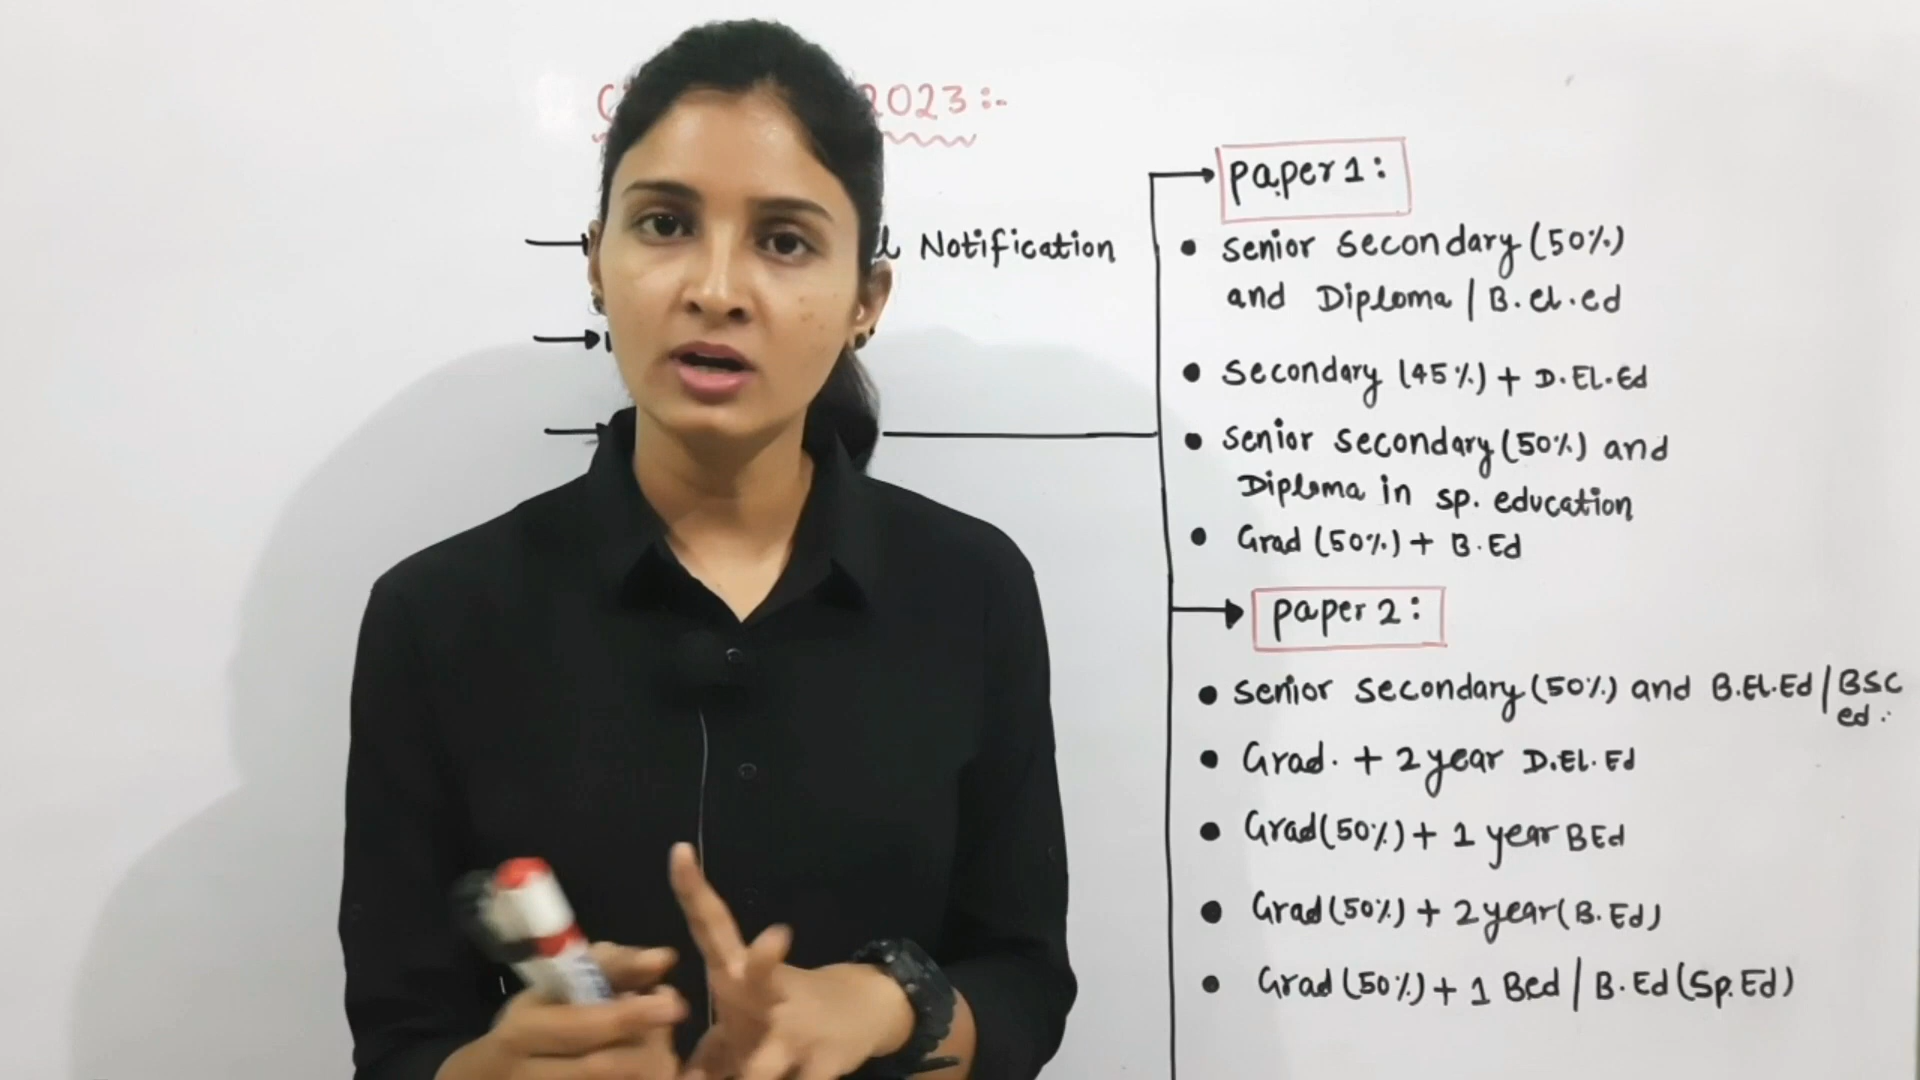 2023:-
Notification
Paper 1:
Senior Secondary (50%)
and Diploma | B.el.ed
Secondary (45%) + D.El.Ed
Senior Secondary (50%) and
Diploma in sp. education
Grad (50%) + B.Ed
Paper 2:
Senior Secondary (50%) and B.El.Ed | BSC
ed.
Grad. + 2 year D.El.Ed
Grad (50%) + 1 year BEd
Grad (50%) + 2 year (B.Ed)
Grad (50%) + 1 Bed | B.Ed (Sp.Ed)